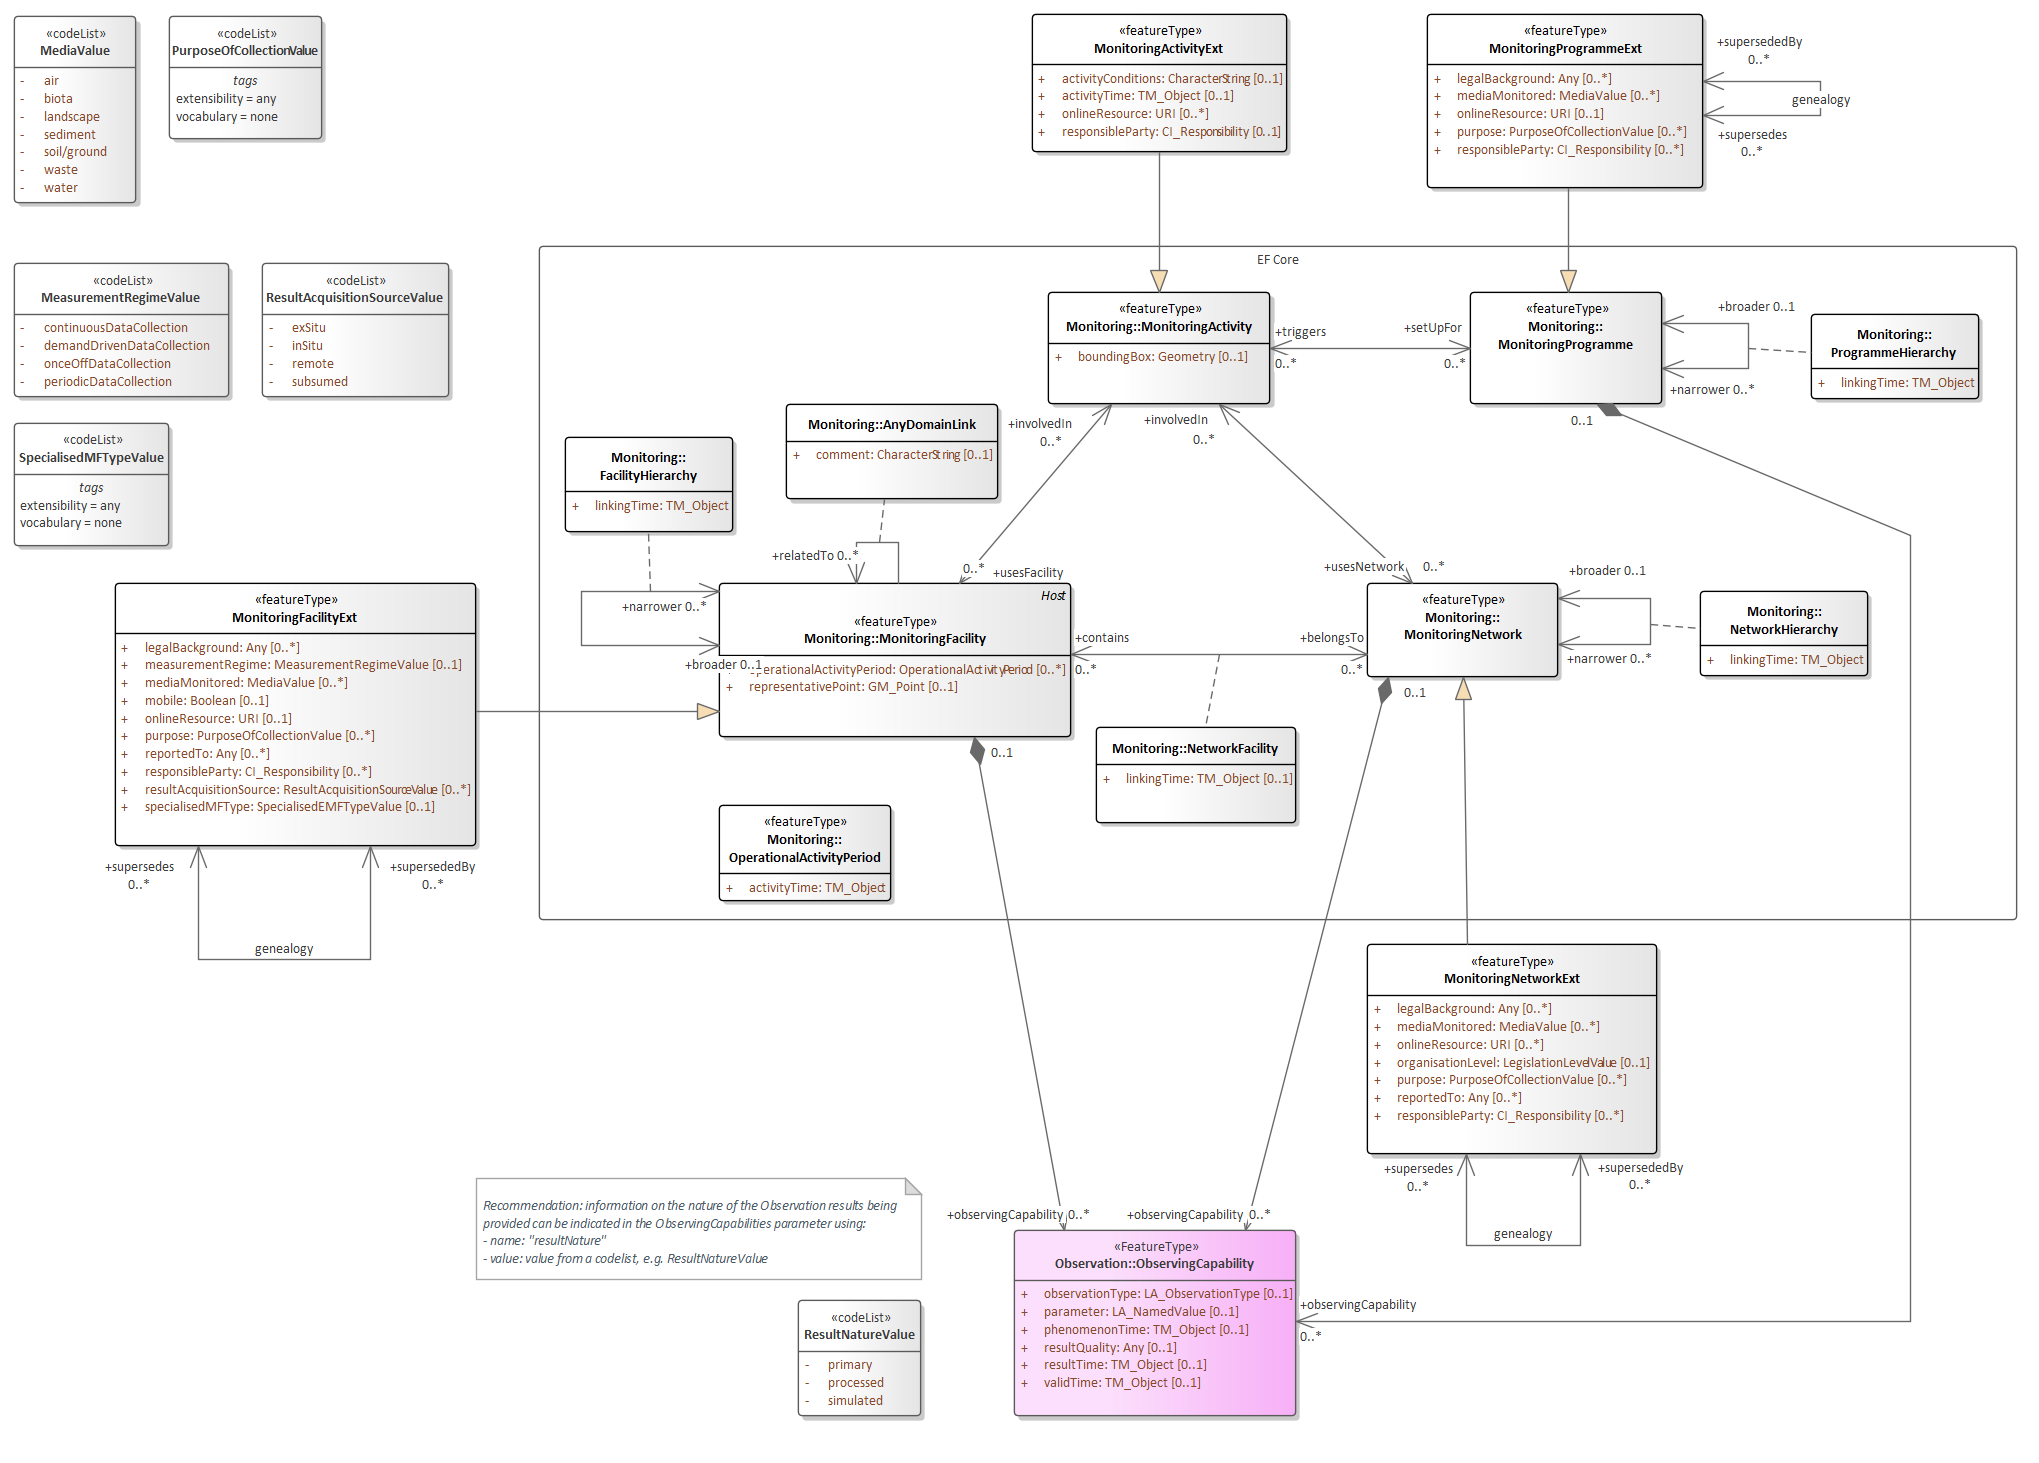 «codeList»
MediaValue
- air
- biota
- landscape
- sediment
- soil/ground
- waste
- water
«codeList»
PurposeOfCollectionValue
tags
extensibility = any
vocabulary = none
«featureType»
MonitoringActivityExt
+ activityConditions: CharacterString [0..1]
+ activityTime: TM_Object [0..1]
+ onlineResource: URI [0..*]
+ responsibleParty: CI_Responsibility [0..1]
«featureType»
MonitoringProgrammeExt
+ legalBackground: Any [0..*]
+ mediaMonitored: MediaValue [0..*]
+ onlineResource: URI [0..1]
+ purpose: PurposeOfCollectionValue [0..*]
+ responsibleParty: CI_Responsibility [0..*]
+supersededBy
0..*
genealogy
+supersedes
0..*
«codeList»
MeasurementRegimeValue
- continuousDataCollection
- demandDrivenDataCollection
- onceOffDataCollection
- periodicDataCollection
«codeList»
ResultAcquisitionSourceValue
- exSitu
- inSitu
- remote
- subsumed
«codeList»
SpecialisedMFTypeValue
tags
extensibility = any
vocabulary = none
EF Core
«featureType»
Monitoring::MonitoringActivity
+ boundingBox: Geometry [0..1]
+triggers
0..*
+setUpFor
0..*
«featureType»
Monitoring::
MonitoringProgramme
+broader 0..1
+narrower 0..*
Monitoring::
ProgrammeHierarchy
+ linkingTime: TM_Object
0..1
Monitoring::AnyDomainLink
+ comment: CharacterString [0..1]
Monitoring::
FacilityHierarchy
+ linkingTime: TM_Object
+involvedIn
0..*
+involvedIn
0..*
+relatedTo 0..*
0..*
+usesFacility
+usesNetwork
0..*
+narrower 0..*
+broader 0..1
Host
«featureType»
Monitoring::MonitoringFacility
erationalActivityPeriod: OperationalActivityPeriod [0..*]
+ representativePoint: GM_Point [0..1]
0..1
+contains
0..*
+belongsTo
0..*
«featureType»
Monitoring::
MonitoringNetwork
0..1
+broader 0..1
+narrower 0..*
Monitoring::
NetworkHierarchy
+ linkingTime: TM_Object
Monitoring::NetworkFacility
+ linkingTime: TM_Object [0..1]
«featureType»
Monitoring::
OperationalActivityPeriod
+ activityTime: TM_Object
«featureType»
MonitoringFacilityExt
+ legalBackground: Any [0..*]
+ measurementRegime: MeasurementRegimeValue [0..1]
+ mediaMonitored: MediaValue [0..*]
+ mobile: Boolean [0..1]
+ onlineResource: URI [0..1]
+ purpose: PurposeOfCollectionValue [0..*]
+ reportedTo: Any [0..*]
+ responsibleParty: CI_Responsibility [0..*]
+ resultAcquisitionSource: ResultAcquisitionSourceValue [0..*]
+ specialisedMFType: SpecialisedEMFTypeValue [0..1]
+supersedes
0..*
+supersededBy
0..*
genealogy
«featureType»
MonitoringNetworkExt
+ legalBackground: Any [0..*]
+ mediaMonitored: MediaValue [0..*]
+ onlineResource: URI [0..*]
+ organisationLevel: LegislationLevelValue [0..1]
+ purpose: PurposeOfCollectionValue [0..*]
+ reportedTo: Any [0..*]
+ responsibleParty: CI_Responsibility [0..*]
+supersedes
0..*
+supersededBy
0..*
genealogy
Recommendation: information on the nature of the Observation results being
provided can be indicated in the ObservingCapabilities parameter using:
- name: "resultNature"
- value: value from a codelist, e.g. ResultNatureValue
+observingCapability 0..*
+observingCapability 0..*
«FeatureType»
Observation::ObservingCapability
+ observationType: LA_ObservationType [0..1]
+ parameter: LA_NamedValue [0..1]
+ phenomenonTime: TM_Object [0..1]
+ resultQuality: Any [0..1]
+ resultTime: TM_Object [0..1]
+ validTime: TM_Object [0..1]
+observingCapability
0..*
«codeList»
ResultNatureValue
- primary
- processed
- simulated